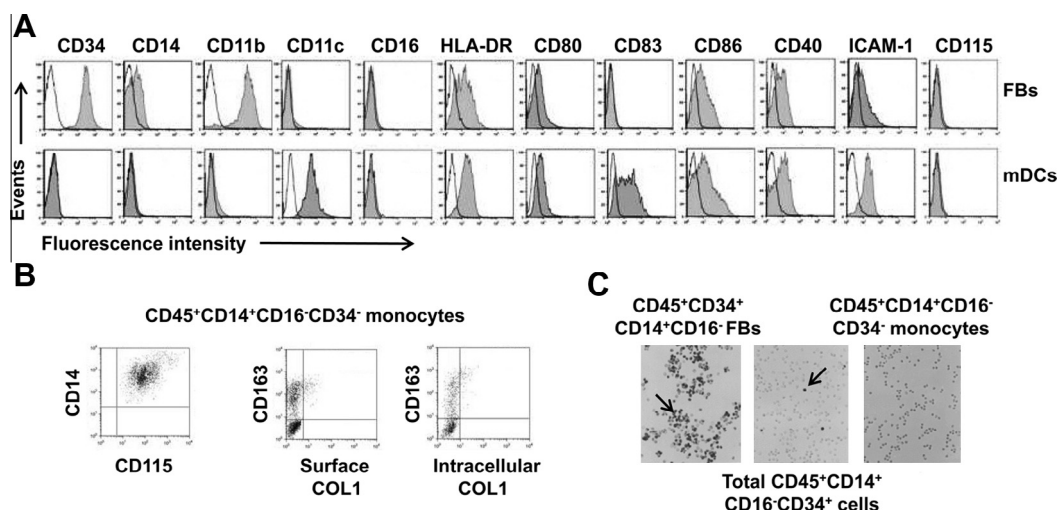 A
CD34 CD14 CD11b CD11c CD16 HLA-DR CD80 CD83 CD86 CD40 ICAM-1 CD115
FBs
mDCs
Events
Fluorescence intensity
B
CD45⁺CD14⁺CD16⁻CD34⁻ monocytes
CD14
CD115
CD163
Surface
COL1
CD163
Intracellular
COL1
C
CD45⁺CD34⁺
CD14⁺CD16⁻ FBs
CD45⁺CD14⁺CD16⁻
CD34⁻ monocytes
Total CD45⁺CD14⁺
CD16⁻CD34⁺ cells